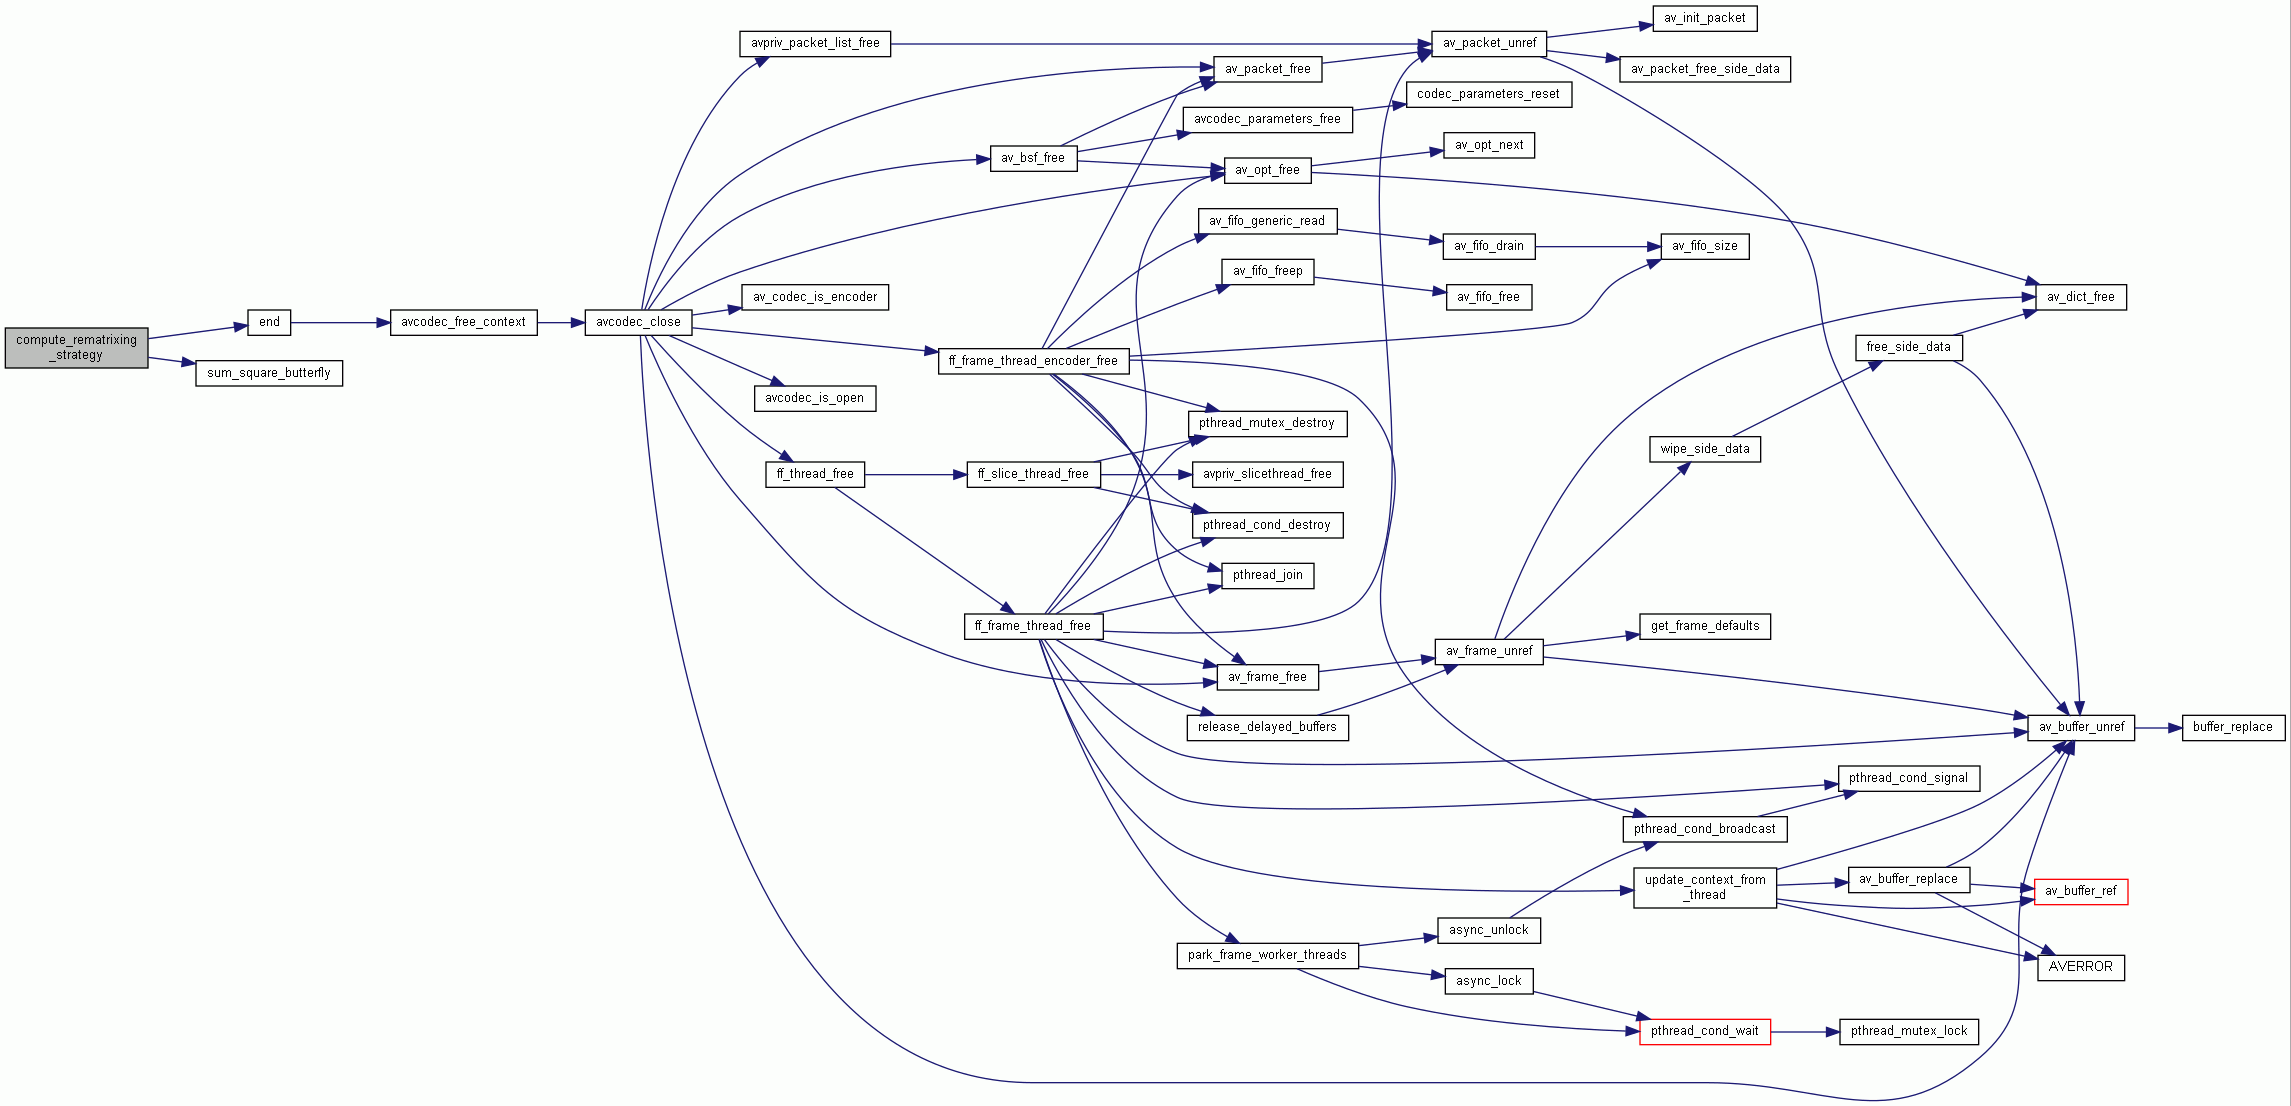 compute_rematrixing
_strategy
end
sum_square_butterfly
avcodec_free_context
avcodec_close
avpriv_packet_list_free
av_codec_is_encoder
avcodec_is_open
ff_thread_free
av_bsf_free
ff_frame_thread_encoder_free
ff_slice_thread_free
ff_frame_thread_free
av_packet_free
avcodec_parameters_free
av_opt_free
av_fifo_generic_read
av_fifo_freep
pthread_mutex_destroy
avpriv_slicethread_free
pthread_cond_destroy
pthread_join
av_frame_free
release_delayed_buffers
park_frame_worker_threads
av_packet_unref
codec_parameters_reset
av_opt_next
av_fifo_drain
av_fifo_free
av_frame_unref
async_unlock
async_lock
av_init_packet
av_packet_free_side_data
av_fifo_size
wipe_side_data
get_frame_defaults
pthread_cond_broadcast
update_context_from
_thread
pthread_cond_wait
free_side_data
pthread_cond_signal
av_buffer_replace
pthread_mutex_lock
av_dict_free
av_buffer_unref
av_buffer_ref
AVERROR
buffer_replace